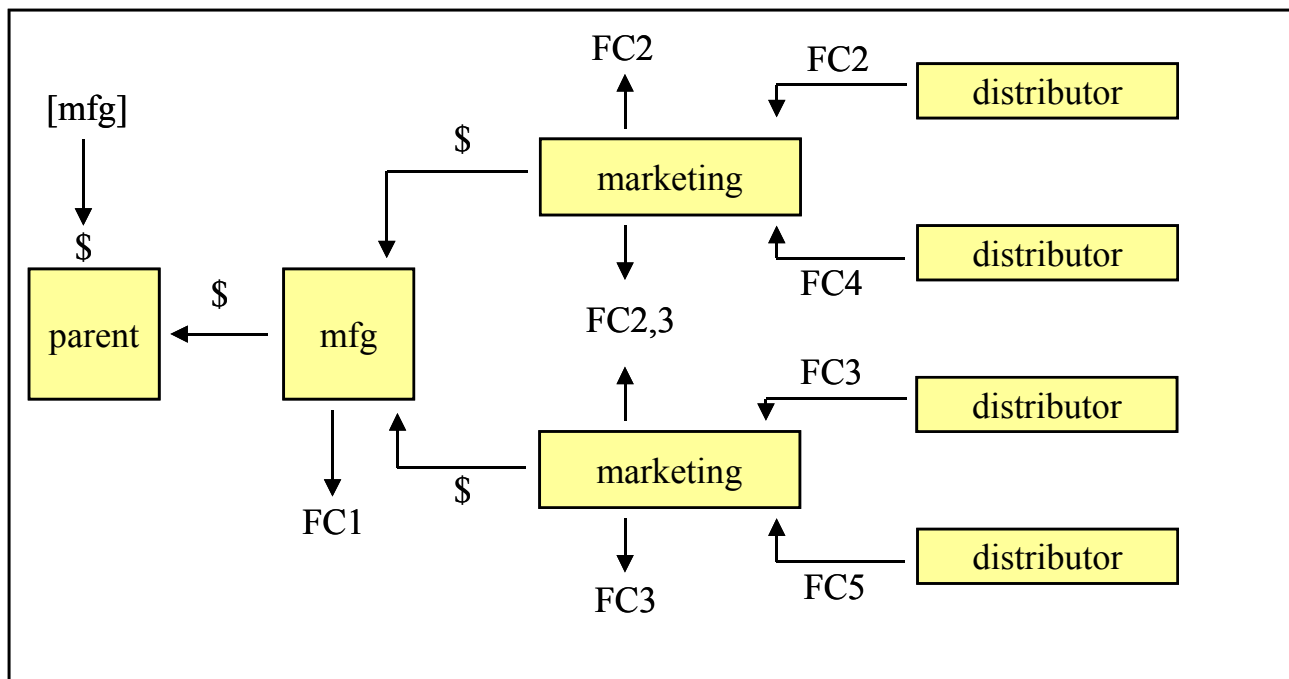 FC2
FC2
distributor
[mfg]
$
marketing
$
distributor
$
FC4
parent
mfg
FC2,3
FC3
distributor
marketing
$
FC1
distributor
FC3
FC5